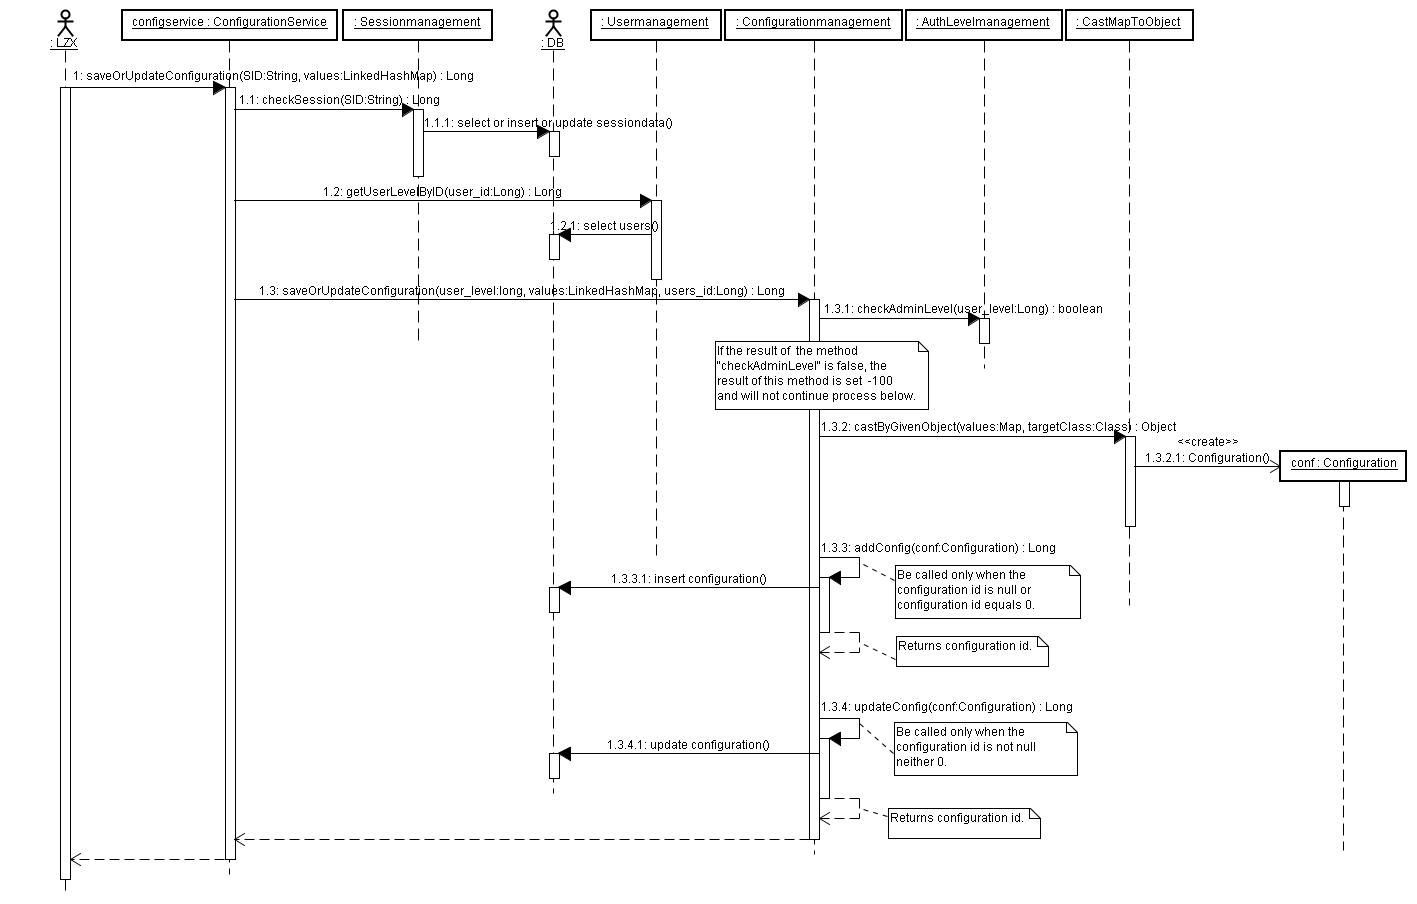 configservice : ConfigurationService
: Sessionmanagement
: Usermanagement
: Configurationmanagement
: AuthLevelmanagement
: CastMapToObject
: LZX
: DB
1: saveOrUpdateConfiguration(SID:String, values:LinkedHashMap) : Long
1.1: checkSession(SID:String) : Long
1.1.1: select or insert or update sessiondata()
1.2: getUserLevelByID(user_id:Long) : Long
1.2.1: select users()
1.3: saveOrUpdateConfiguration(user_level:long, values:LinkedHashMap, users_id:Long) : Long
1.3.1: checkAdminLevel(user_level:Long) : boolean
If the result of the method
"checkAdminLevel" is false, the
result of this method is set -100
and will not continue process below.
1.3.2: castByGivenObject(values:Map, targetClass:Class) : Object
<<create>>
1.3.2.1: Configuration()
conf : Configuration
1.3.3: addConfig(conf:Configuration) : Long
1.3.3.1: insert configuration()
Be called only when the
configuration id is null or
configuration id equals 0.
Returns configuration id.
1.3.4: updateConfig(conf:Configuration) : Long
1.3.4.1: update configuration()
Be called only when the
configuration id is not null
neither 0.
Returns configuration id.